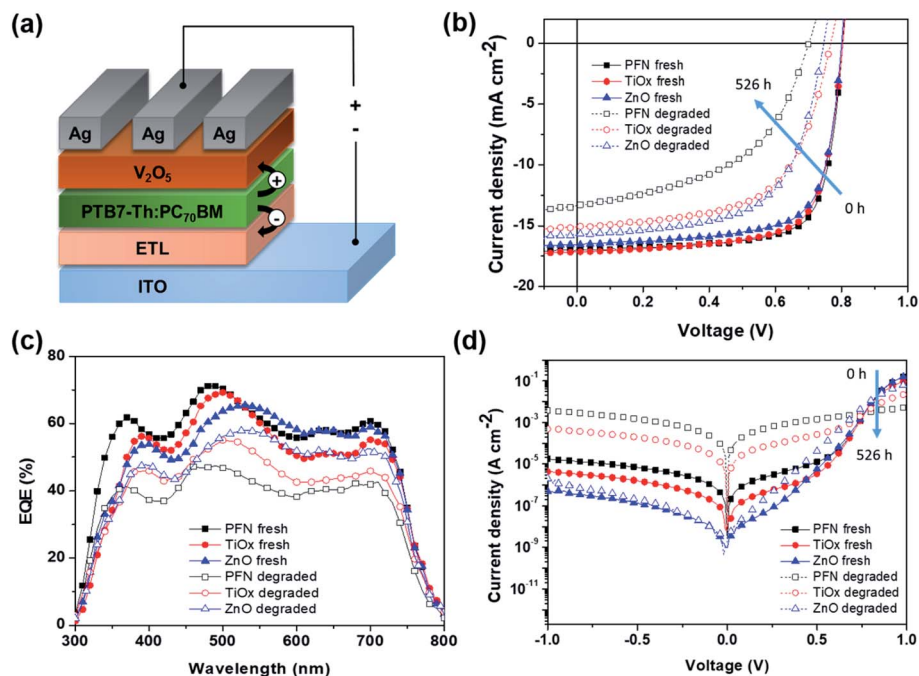 (a)
+
-
Ag
Ag
Ag
V₂O₅
+
PTB7-Th:PC₇₀BM
-
ETL
ITO
(b)
Current density (mA cm⁻²)
0
-5
-10
-15
-20
PFN fresh
TiOx fresh
ZnO fresh
PFN degraded
TiOx degraded
ZnO degraded
526 h
0 h
0.0
0.2
0.4
0.6
0.8
1.0
Voltage (V)
(c)
EQE (%)
80
60
40
20
0
PFN fresh
TiOx fresh
ZnO fresh
PFN degraded
TiOx degraded
ZnO degraded
300
400
500
600
700
800
Wavelength (nm)
(d)
Current density (A cm⁻²)
10⁻¹
10⁻³
10⁻⁵
10⁻⁷
10⁻⁹
10⁻¹¹
0 h
526 h
PFN fresh
TiOx fresh
ZnO fresh
PFN degraded
TiOx degraded
ZnO degraded
-1.0
-0.5
0.0
0.5
1.0
Voltage (V)